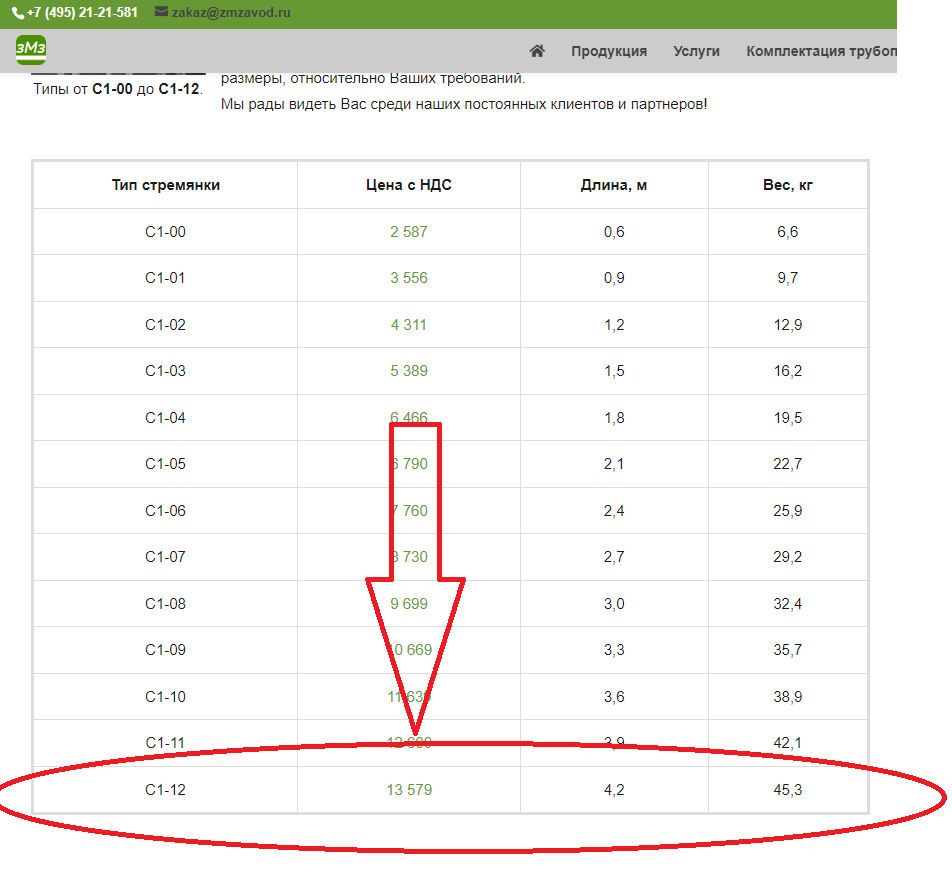 +7 (495) 21-21-581 zakaz@zmzavod.ru
зМз Продукция Услуги Комплектация трубоп
размеры, относительно Ваших требований.
Типы от С1-00 до С1-12.
Мы рады видеть Вас среди наших постоянных клиентов и партнеров!
Тип стремянки Цена с НДС Длина, м Вес, кг
С1-00 2 587 0,6 6,6
С1-01 3 556 0,9 9,7
С1-02 4 311 1,2 12,9
С1-03 5 389 1,5 16,2
С1-04 6 466 1,8 19,5
С1-05 6 790 2,1 22,7
С1-06 7 760 2,4 25,9
С1-07 8 730 2,7 29,2
С1-08 9 699 3,0 32,4
С1-09 10 669 3,3 35,7
С1-10 11 639 3,6 38,9
С1-11 3,9 42,1
С1-12 13 579 4,2 45,3